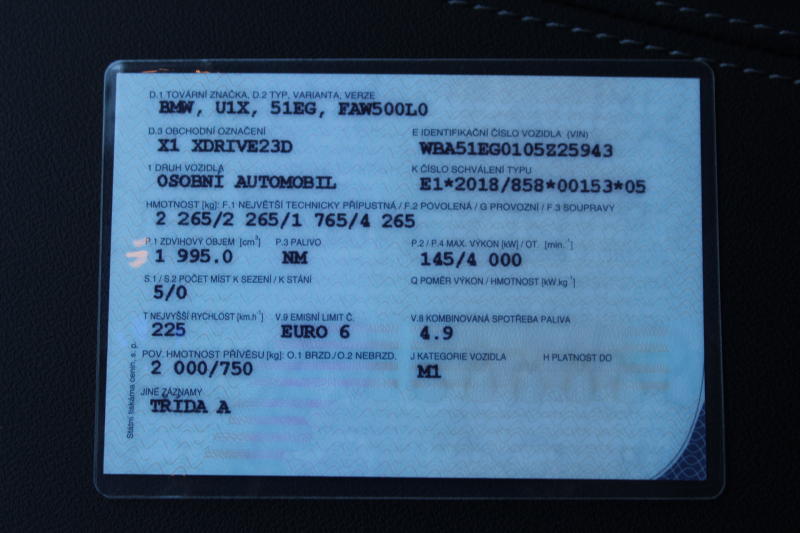 D.1 TOVÁRNÍ ZNAČKA, D.2 TYP, VARIANTA, VERZE
BMW, U1X, 51EG, FAW500L0
D.3 OBCHODNÍ OZNAČENÍ
X1 XDRIVE23D
E IDENTIFIKAČNÍ ČÍSLO VOZIDLA (VIN)
WBA51EG0105Z25943
1 DRUH VOZIDLA
OSOBNÍ AUTOMOBIL
K ČÍSLO SCHVÁLENÍ TYPU
E1*2018/858*00153*05
HMOTNOST [kg]: F.1 NEJVĚTŠÍ TECHNICKY PŘÍPUSTNÁ / F.2 POVOLENÁ / G PROVOZNÍ / F.3 SOUPRAVY
2 265/2 265/1 765/4 265
P.1 ZDVIHOVÝ OBJEM [cm³]
1 995.0
P.3 PALIVO
NM
P.2 / P.4 MAX. VÝKON [kW] / OT. [min.⁻¹]
145/4 000
S.1 / S.2 POČET MÍST K SEZENÍ / K STÁNÍ
5/0
Q POMĚR VÝKON / HMOTNOST [kW.kg⁻¹]
T NEJVYŠŠÍ RYCHLOST [km.h⁻¹]
225
V.9 EMISNÍ LIMIT Č.
EURO 6
V.8 KOMBINOVANÁ SPOTŘEBA PALIVA
4.9
POV. HMOTNOST PŘÍVĚSU [kg]: O.1 BRZD./O.2 NEBRZD.
2 000/750
J KATEGORIE VOZIDLA
M1
H PLATNOST DO
JINÉ ZÁZNAMY
TŘÍDA A
Státní tiskárna cenin, s. p.